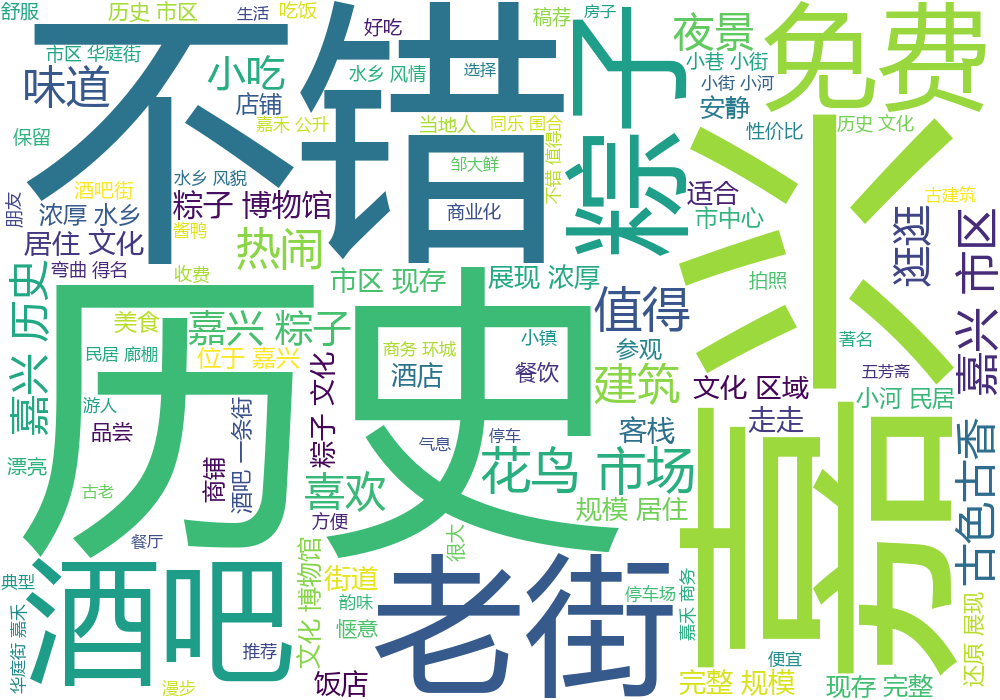 舒服
历史 市区
生活
吃饭
不错
好吃
稿荐
房子
夜景
免费
市区 华庭街
味道
小吃
水乡 风情
选择
粽子
小巷 小街
小街 小河
店铺
安静
保留
嘉禾 公升
当地人
同乐 围合
性价比
历史 文化
邹大鲜
不错 值得
酒吧街
水乡 风貌
朋友
浓厚 水乡
粽子 博物馆
商业化
适合
古建筑
市中心
逛逛
嘉兴 市区
酱鸭
居住 文化
热闹
弯曲 得名
收费
市区 现存
展现 浓厚
拍照
嘉兴 历史
历史
嘉兴
美食
嘉兴 粽子
值得
小镇
著名
民居 廊棚
位于 嘉兴
商务 环城
参观
酒店
餐饮
建筑
五芳斋
粽子 文化
文化 区域
小河 民居
游人
品尝
酒吧 一条街
走走
客栈
气息
停车
古色古香
漂亮
商铺
花鸟 市场
喜欢
古老
方便
规模 居住
餐厅
很大
文化 博物馆
典型
酒吧
街道
老街
停车场
嘉禾 商务
韵味
还原 展现
华庭街 嘉禾
惬意
推荐
便宜
漫步
饭店
完整 规模
现存 完整